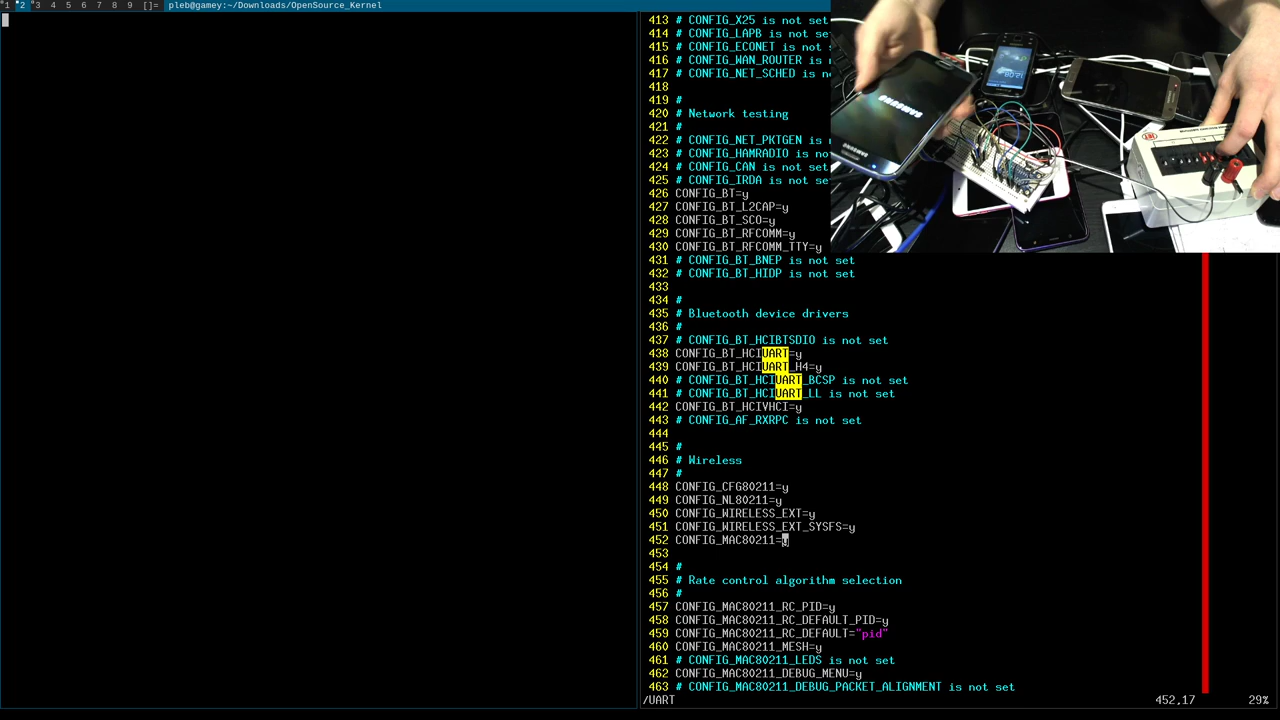 1 2 3 4 5 6 7 8 9 []= pleb@gamey:~/Downloads/OpenSource_Kernel
413 # CONFIG_X25 is not set
414 # CONFIG_LAPB is not set
415 # CONFIG_ECONET is not
416 # CONFIG_WAN_ROUTER is
417 # CONFIG_NET_SCHED is no
418
419 #
420 # Network testing
421 #
422 # CONFIG_NET_PKTGEN is
423 # CONFIG_HAMRADIO is no
424 # CONFIG_CAN is not set
425 # CONFIG_IRDA is not se
426 CONFIG_BT=y
427 CONFIG_BT_L2CAP=y
428 CONFIG_BT_SCO=y
429 CONFIG_BT_RFCOMM=y
430 CONFIG_BT_RFCOMM_TTY=y
431 # CONFIG_BT_BNEP is not set
432 # CONFIG_BT_HIDP is not set
433
434 #
435 # Bluetooth device drivers
436 #
437 # CONFIG_BT_HCIBTSDIO is not set
438 CONFIG_BT_HCIUART=y
439 CONFIG_BT_HCIUART_H4=y
440 # CONFIG_BT_HCIUART_BCSP is not set
441 # CONFIG_BT_HCIUART_LL is not set
442 CONFIG_BT_HCIVHCI=y
443 # CONFIG_AF_RXRPC is not set
444
445 #
446 # Wireless
447 #
448 CONFIG_CFG80211=y
449 CONFIG_NL80211=y
450 CONFIG_WIRELESS_EXT=y
451 CONFIG_WIRELESS_EXT_SYSFS=y
452 CONFIG_MAC80211=y
453
454 #
455 # Rate control algorithm selection
456 #
457 CONFIG_MAC80211_RC_PID=y
458 CONFIG_MAC80211_RC_DEFAULT_PID=y
459 CONFIG_MAC80211_RC_DEFAULT="pid"
460 CONFIG_MAC80211_MESH=y
461 # CONFIG_MAC80211_LEDS is not set
462 CONFIG_MAC80211_DEBUG_MENU=y
463 # CONFIG_MAC80211_DEBUG_PACKET_ALIGNMENT is not set
/UART 452,17 29%
SAMSUNG
SAMSUNG
12:08